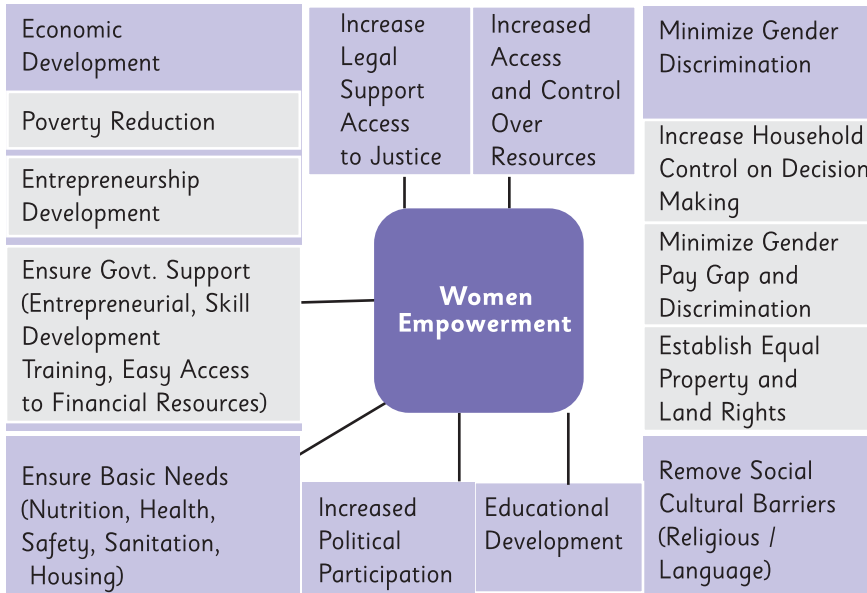 Economic
Development
Poverty Reduction
Entrepreneurship
Development
Ensure Govt. Support
(Entrepreneurial, Skill
Development
Training, Easy Access
to Financial Resources)
Ensure Basic Needs
(Nutrition, Health,
Safety, Sanitation,
Housing)
Increase
Legal
Support
Access
to Justice
Increased
Access
and Control
Over
Resources
Women
Empowerment
Increased
Political
Participation
Educational
Development
Minimize Gender
Discrimination
Increase Household
Control on Decision
Making
Minimize Gender
Pay Gap and
Discrimination
Establish Equal
Property and
Land Rights
Remove Social
Cultural Barriers
(Religious /
Language)